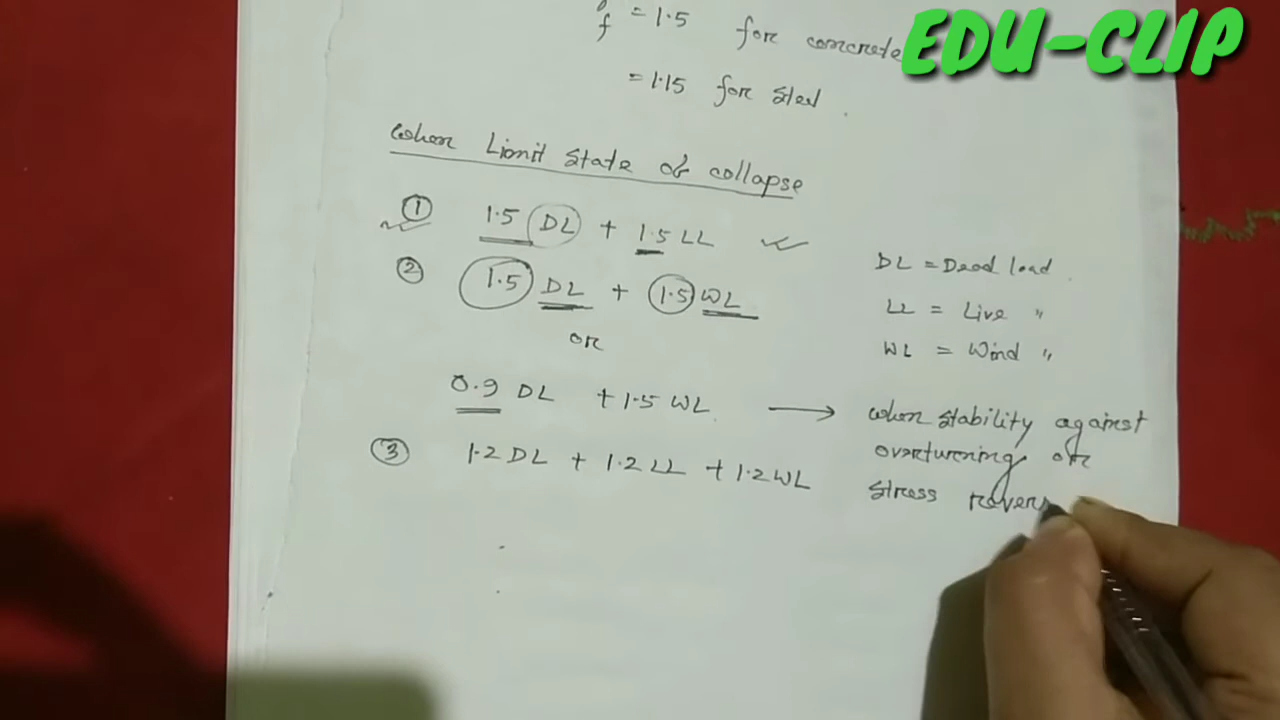 f = 1.5 for concrete
EDU-CLIP
= 1.15 for steel
When Limit State of collapse
① 1.5 DL + 1.5 LL
② 1.5 DL + 1.5 WL
or
0.9 DL + 1.5 WL → when stability against
overturning or
stress revers
③ 1.2 DL + 1.2 LL + 1.2 WL
DL = Dead load
LL = Live "
WL = Wind "